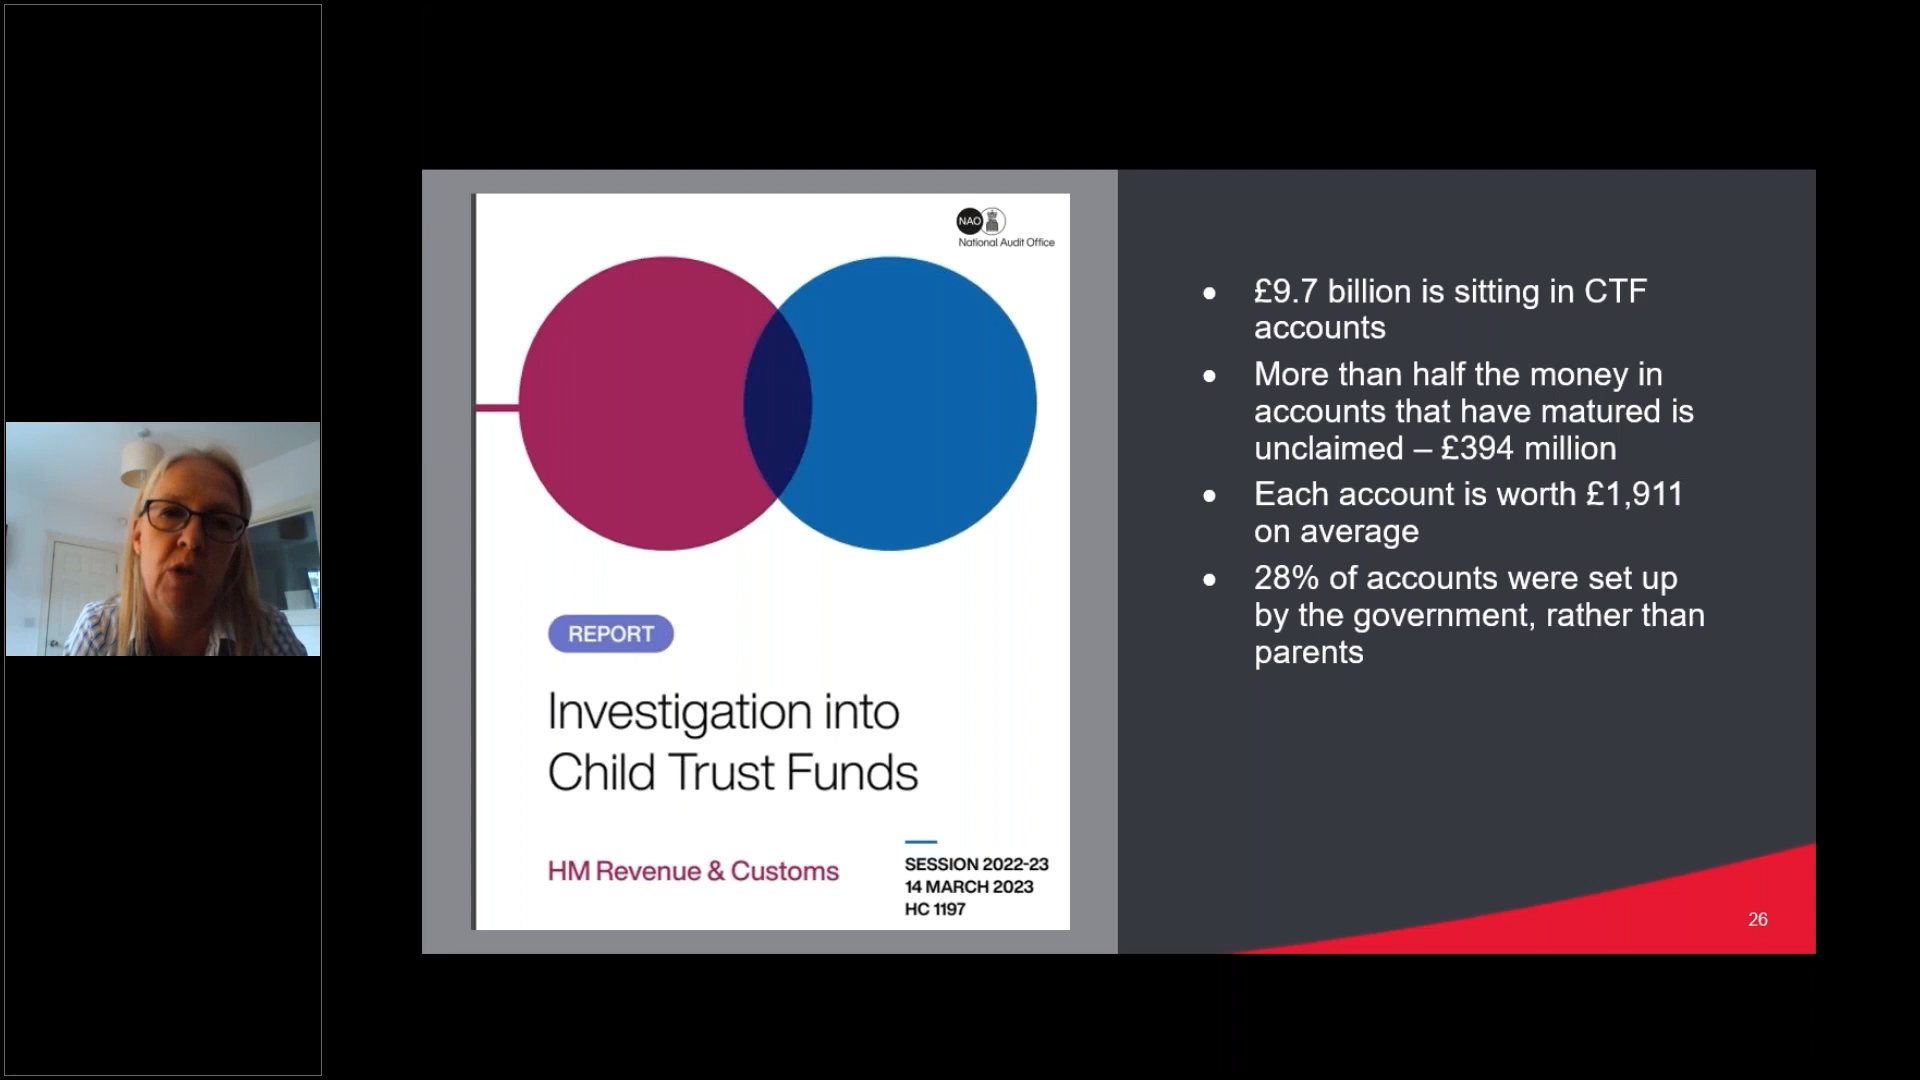 NAO
National Audit Office
REPORT
Investigation into
Child Trust Funds
HM Revenue & Customs
SESSION 2022-23
14 MARCH 2023
HC 1197
• £9.7 billion is sitting in CTF
accounts
• More than half the money in
accounts that have matured is
unclaimed – £394 million
• Each account is worth £1,911
on average
• 28% of accounts were set up
by the government, rather than
parents
26